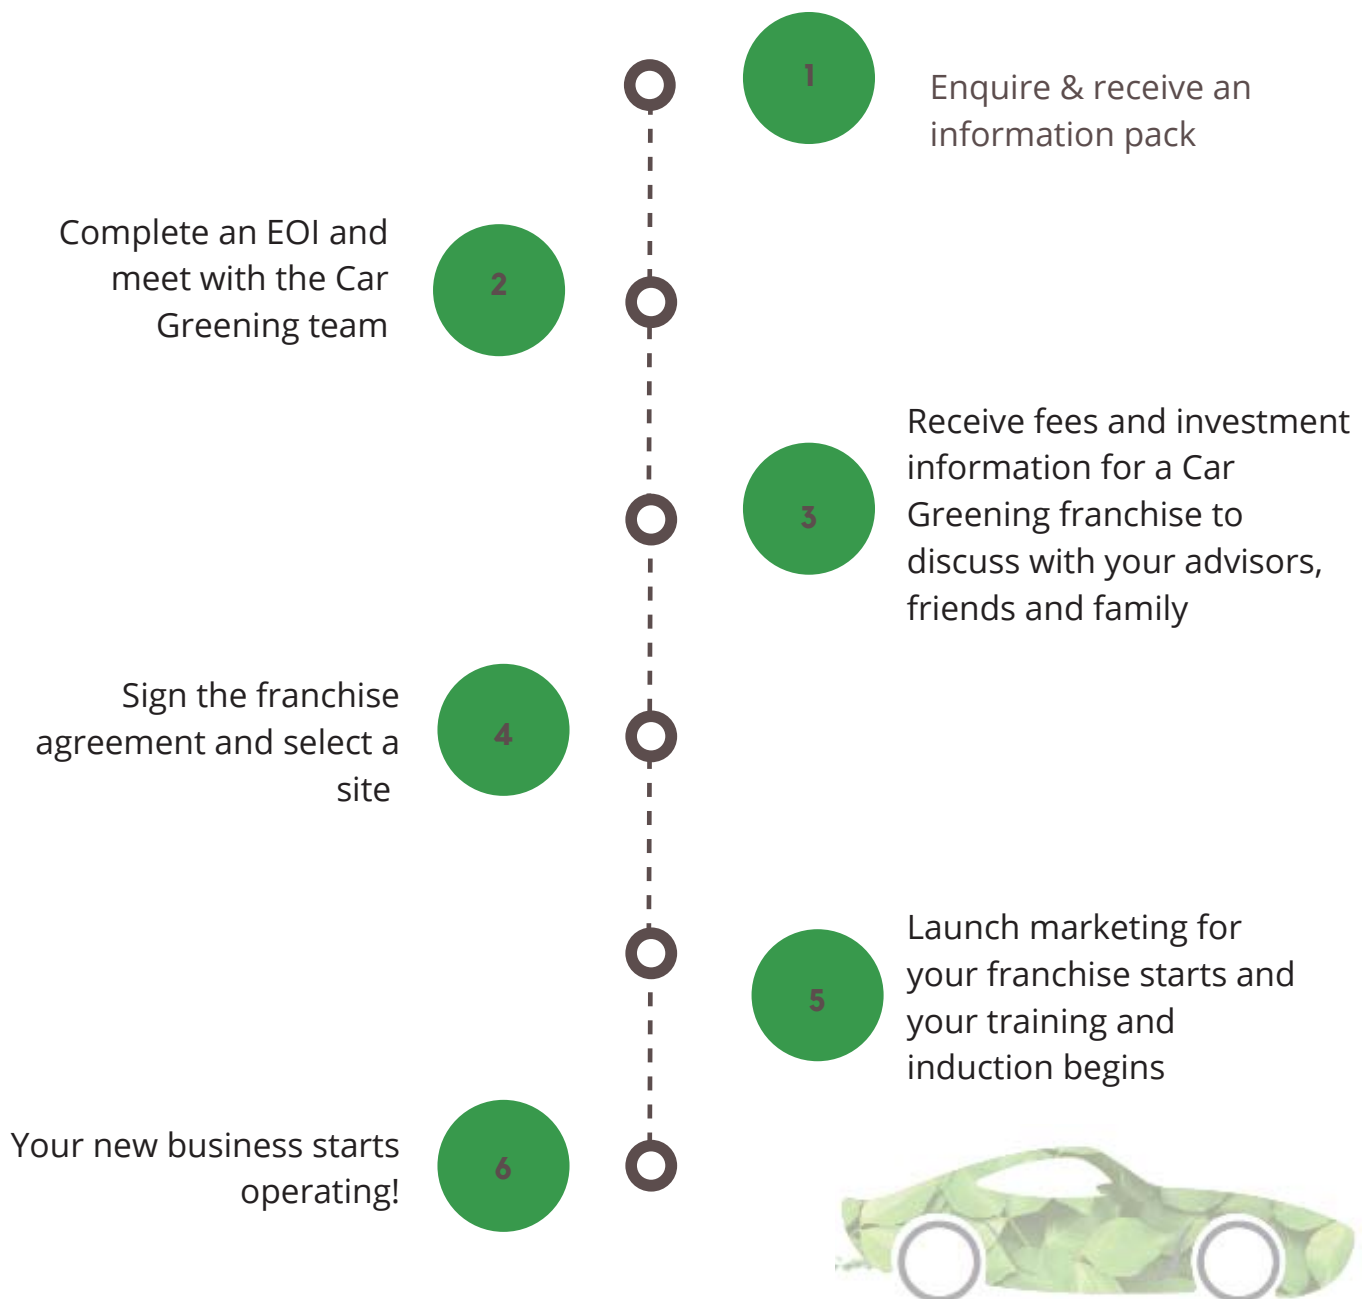 1
Enquire & receive an
information pack
Complete an EOI and
meet with the Car
Greening team
2
3
Receive fees and investment
information for a Car
Greening franchise to
discuss with your advisors,
friends and family
Sign the franchise
agreement and select a
site
4
5
Launch marketing for
your franchise starts and
your training and
induction begins
Your new business starts
operating!
6